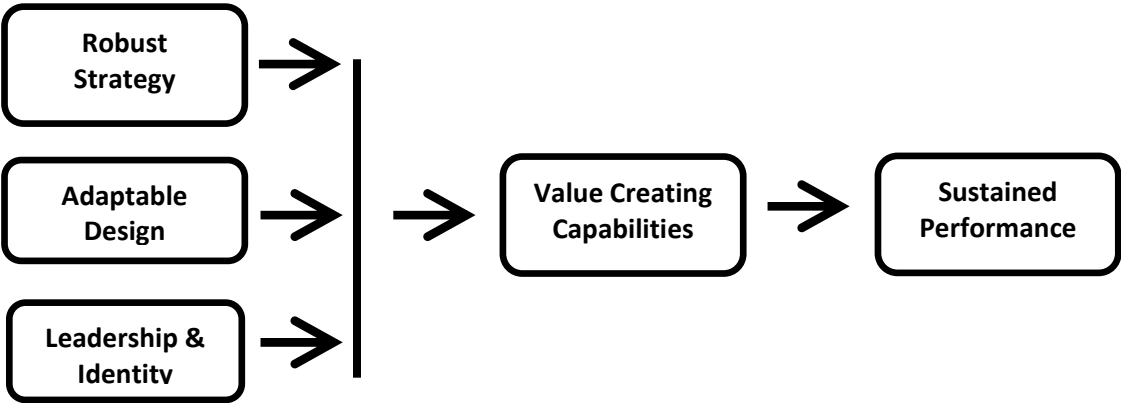 Robust
Strategy
Adaptable
Design
Leadership &
Identity
Value Creating
Capabilities
Sustained
Performance